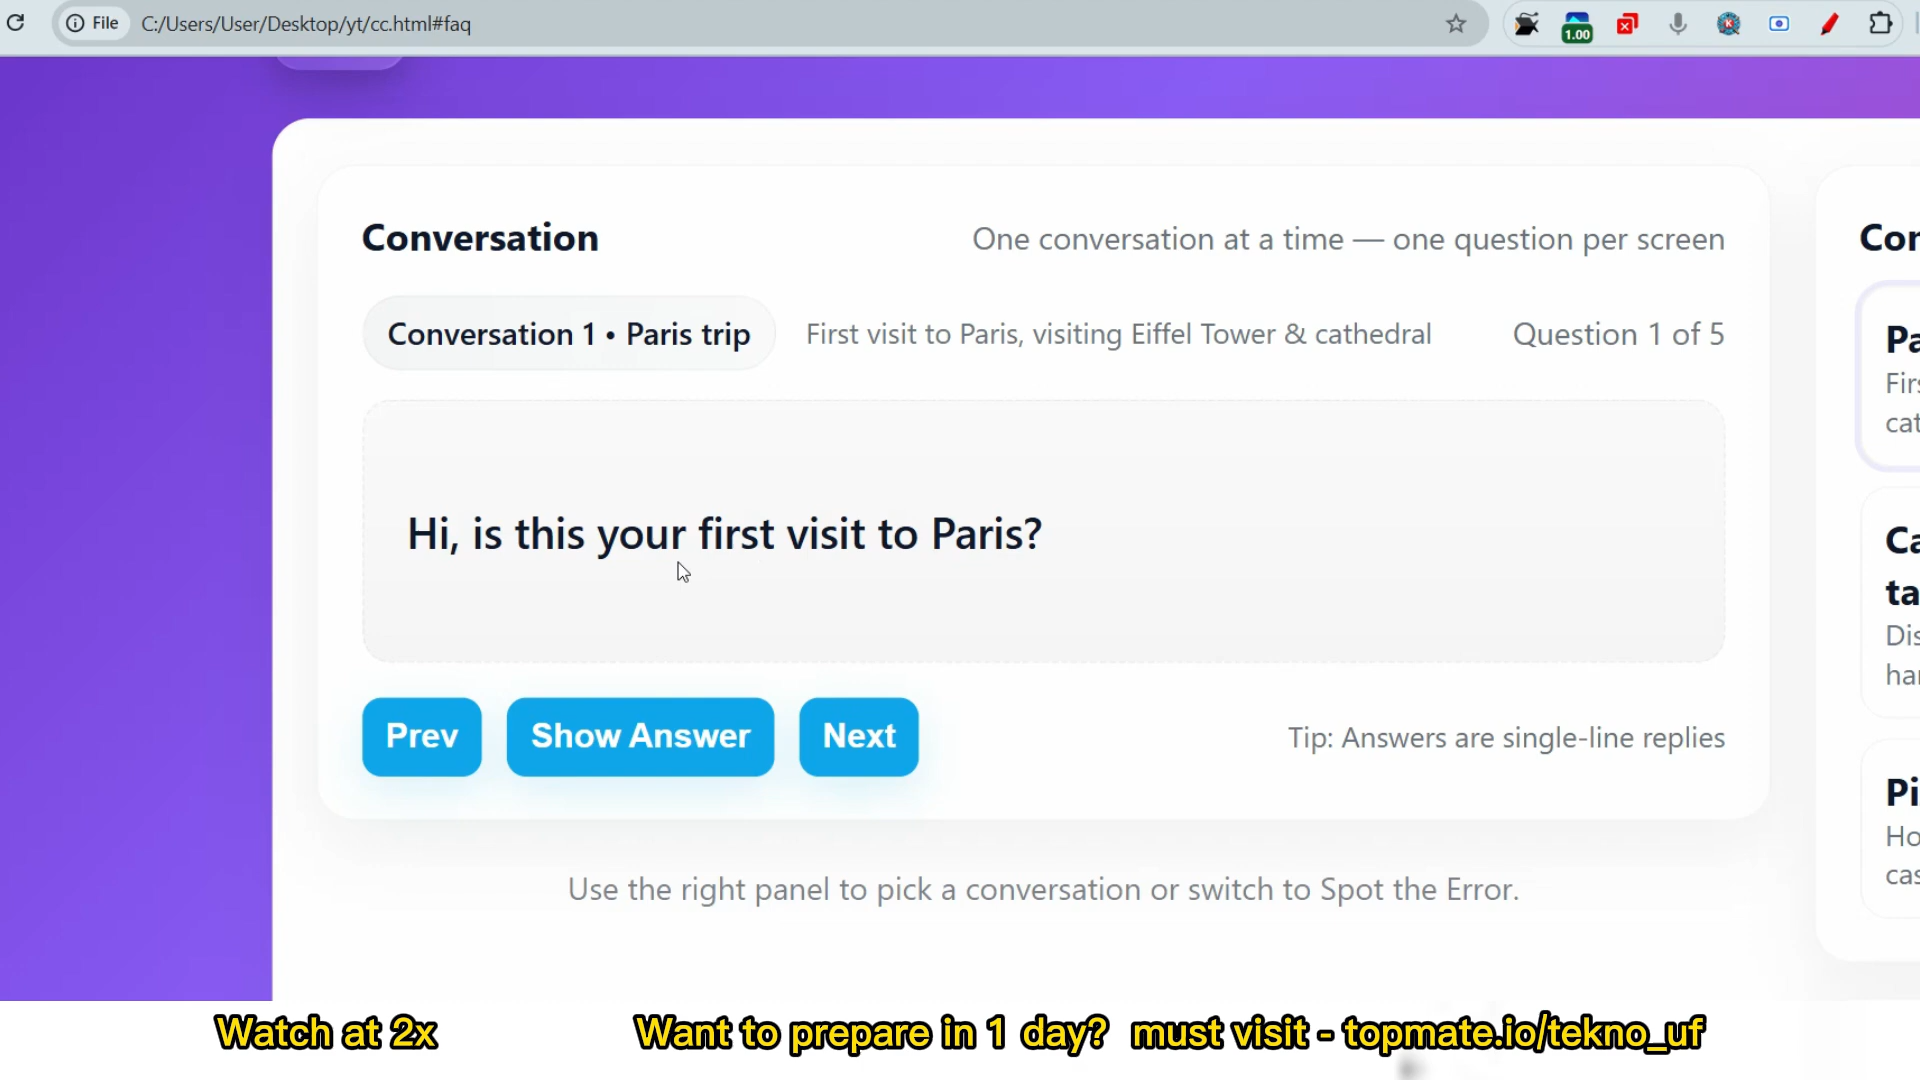 File C:/Users/User/Desktop/yt/cc.html#faq
1.00
K
Conversation
One conversation at a time — one question per screen
Conversation 1 • Paris trip
First visit to Paris, visiting Eiffel Tower & cathedral
Question 1 of 5
Hi, is this your first visit to Paris?
Prev
Show Answer
Next
Tip: Answers are single-line replies
Use the right panel to pick a conversation or switch to Spot the Error.
Watch at 2x
Want to prepare in 1 day? must visit - topmate.io/tekno_uf